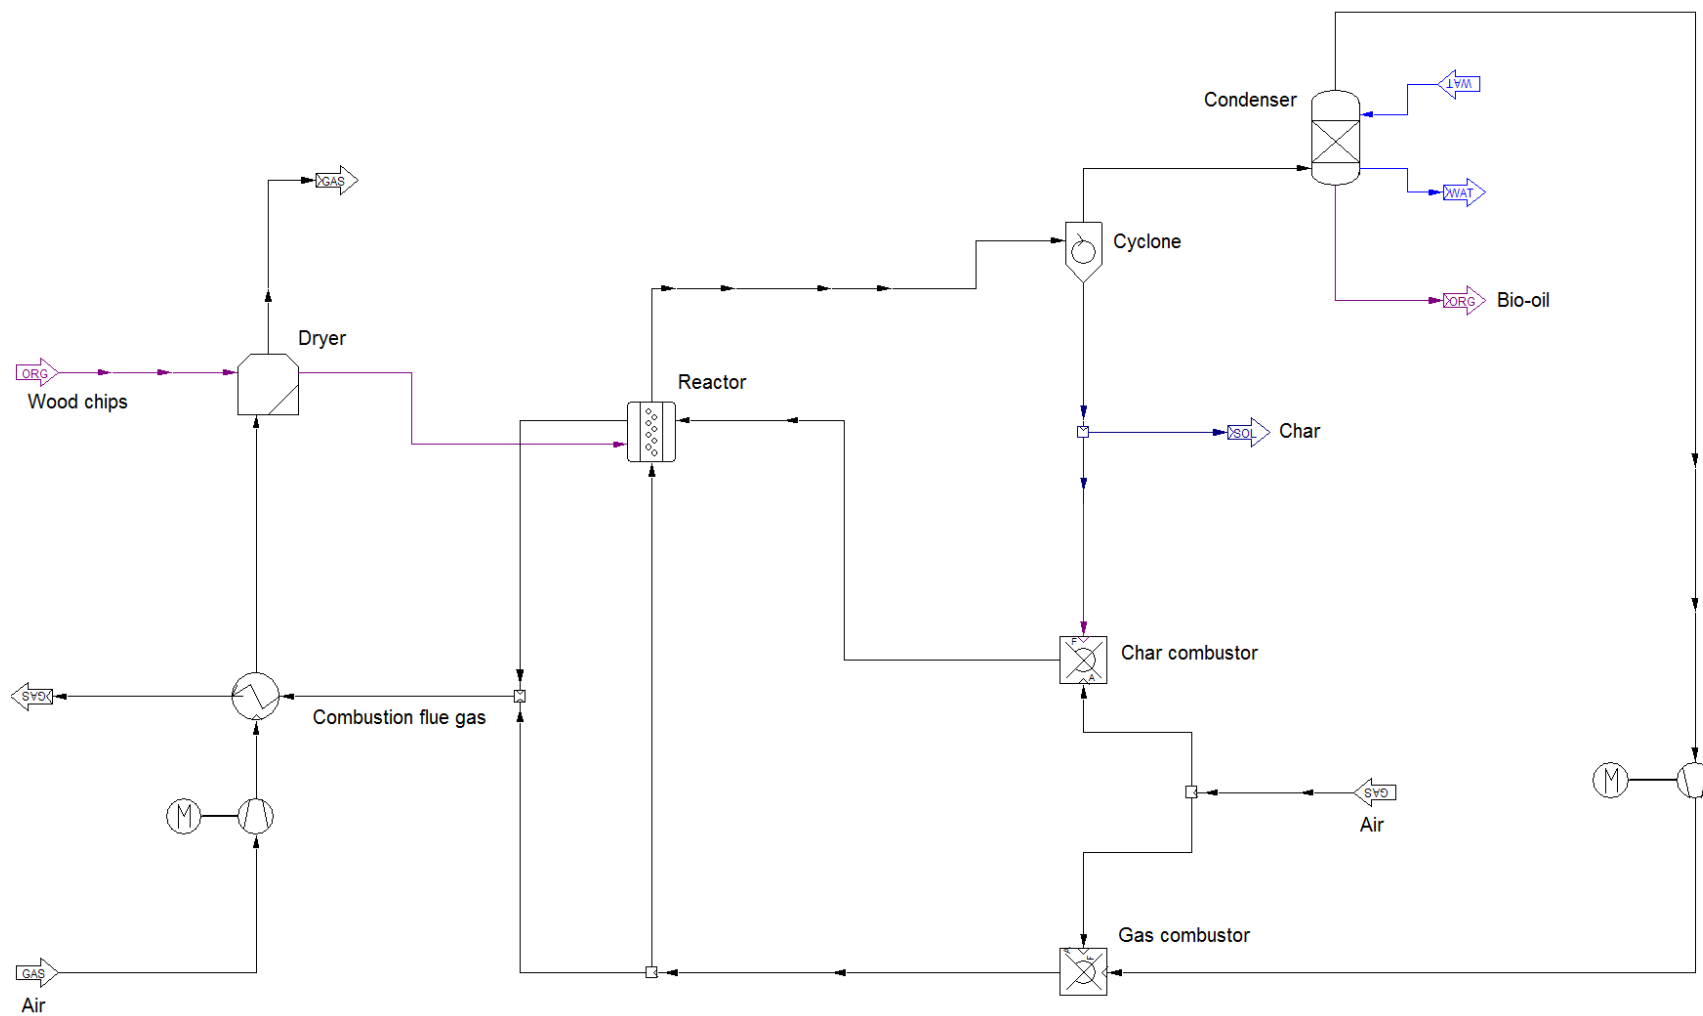 WAT
Condenser
GAS
WAT
Cyclone
ORG
Bio-oil
Dryer
ORG
Wood chips
Reactor
SOL
Char
F
A
Char combustor
GAS
Combustion flue gas
M
M
GAS
Air
A
F
Gas combustor
GAS
Air